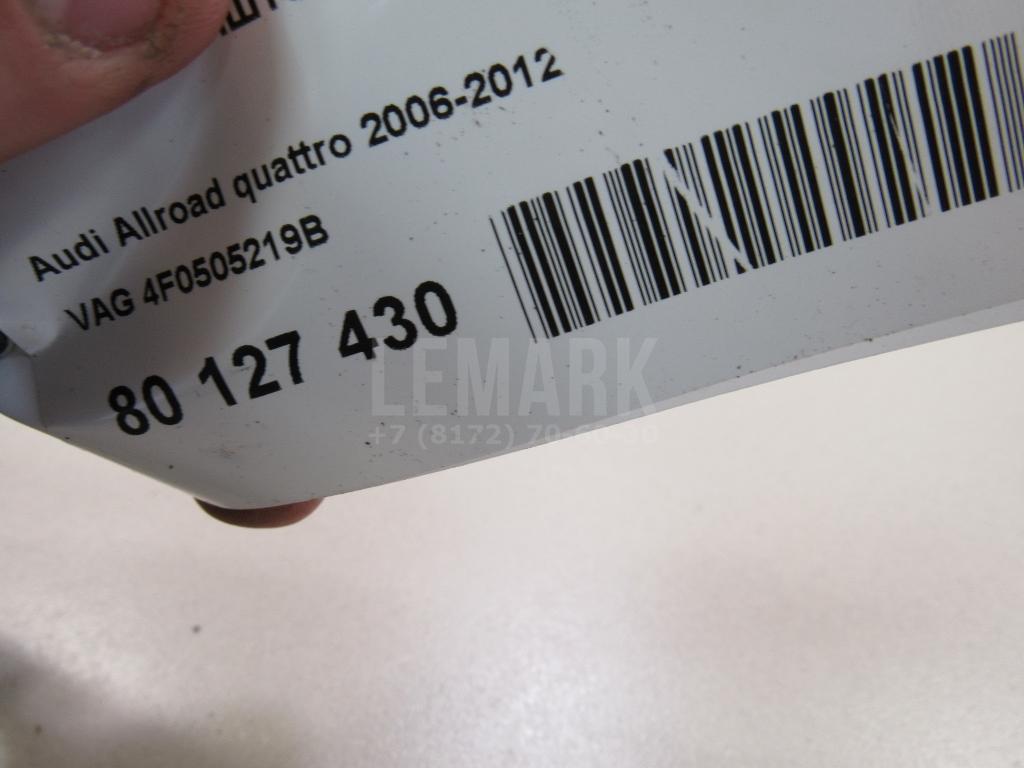 Audi Allroad quattro 2006-2012
VAG 4F0505219B
80 127 430
LEMARK